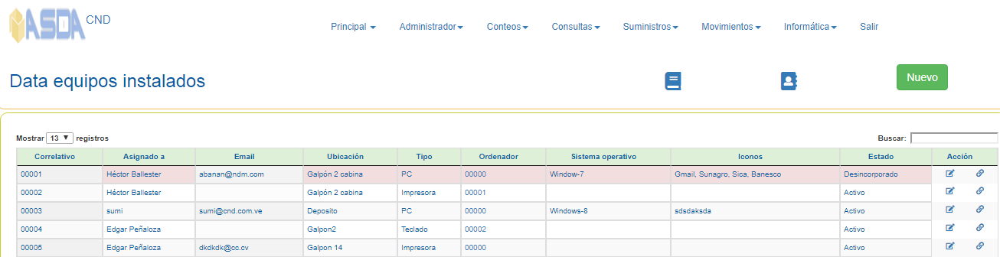 ASDA CND
Principal Administrador Conteos Consultas Suministros Movimientos Informática Salir
Data equipos instalados Nuevo
Mostrar 13 registros Buscar:
Correlativo Asignado a Email Ubicación Tipo Ordenador Sistema operativo Iconos Estado Acción
00001 Héctor Ballester abanan@ndm.com Galpón 2 cabina PC 00000 Window-7 Gmail, Sunagro, Sica, Banesco Desincorporado
00002 Héctor Ballester Galpón 2 cabina Impresora 00001 Activo
00003 sumi sumi@cnd.com.ve Deposito PC 00000 Windows-8 sdsdaksda Activo
00004 Edgar Peñaloza Galpon2 Teclado 00002 Activo
00005 Edgar Peñaloza dkdkdk@cc.cv Galpon 14 Impresora 00000 Activo